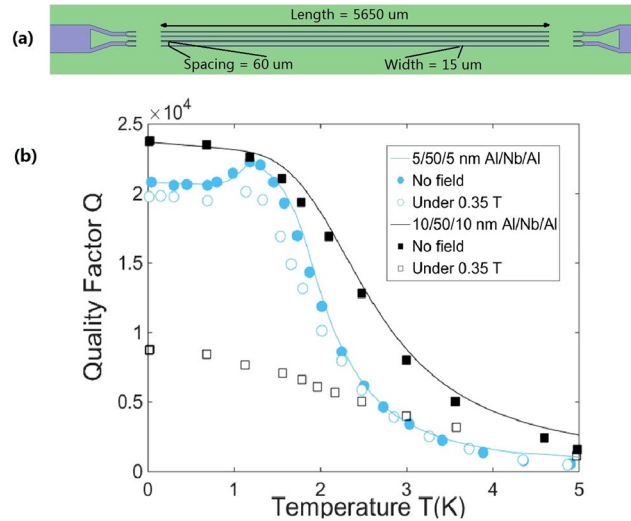 (a)
Length = 5650 um
Spacing = 60 um
Width = 15 um
(b)
×10⁴
2.5
2
1.5
1
0.5
0
Quality Factor Q
5/50/5 nm Al/Nb/Al
No field
Under 0.35 T
10/50/10 nm Al/Nb/Al
No field
Under 0.35 T
0 1 2 3 4 5
Temperature T(K)